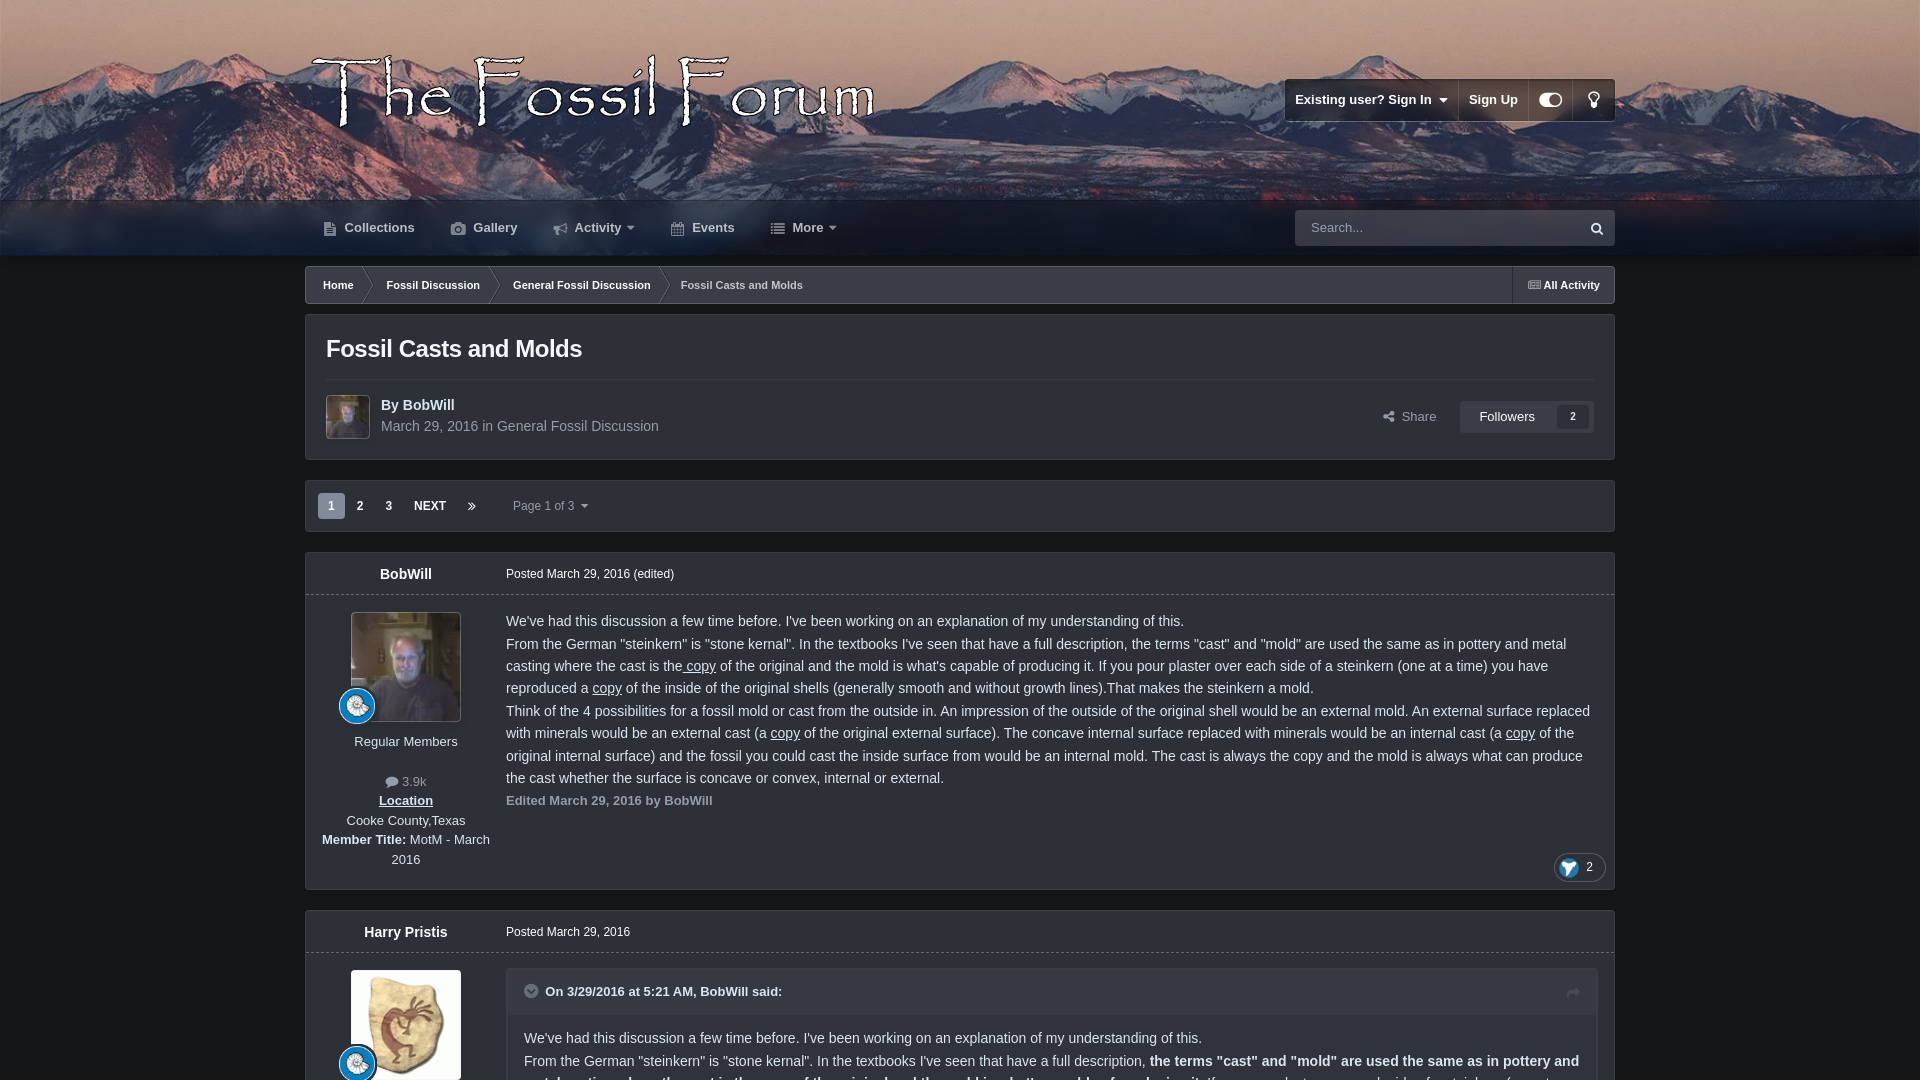 The Fossil Forum
Existing user? Sign In
Sign Up
Collections
Gallery
Activity
Events
More
Search...
Home
Fossil Discussion
General Fossil Discussion
Fossil Casts and Molds
All Activity
Fossil Casts and Molds
By BobWill
March 29, 2016 in General Fossil Discussion
Share
Followers 2
1 2 3 NEXT Page 1 of 3
BobWill
Posted March 29, 2016 (edited)
Regular Members
3.9k
Location
Cooke County,Texas
Member Title: MotM - March
2016
We've had this discussion a few time before. I've been working on an explanation of my understanding of this.
From the German "steinkern" is "stone kernal". In the textbooks I've seen that have a full description, the terms "cast" and "mold" are used the same as in pottery and metal
casting where the cast is the copy of the original and the mold is what's capable of producing it. If you pour plaster over each side of a steinkern (one at a time) you have
reproduced a copy of the inside of the original shells (generally smooth and without growth lines).That makes the steinkern a mold.
Think of the 4 possibilities for a fossil mold or cast from the outside in. An impression of the outside of the original shell would be an external mold. An external surface replaced
with minerals would be an external cast (a copy of the original external surface). The concave internal surface replaced with minerals would be an internal cast (a copy of the
original internal surface) and the fossil you could cast the inside surface from would be an internal mold. The cast is always the copy and the mold is always what can produce
the cast whether the surface is concave or convex, internal or external.
Edited March 29, 2016 by BobWill
2
Harry Pristis
Posted March 29, 2016
On 3/29/2016 at 5:21 AM, BobWill said:
We've had this discussion a few time before. I've been working on an explanation of my understanding of this.
From the German "steinkern" is "stone kernal". In the textbooks I've seen that have a full description, the terms "cast" and "mold" are used the same as in pottery and